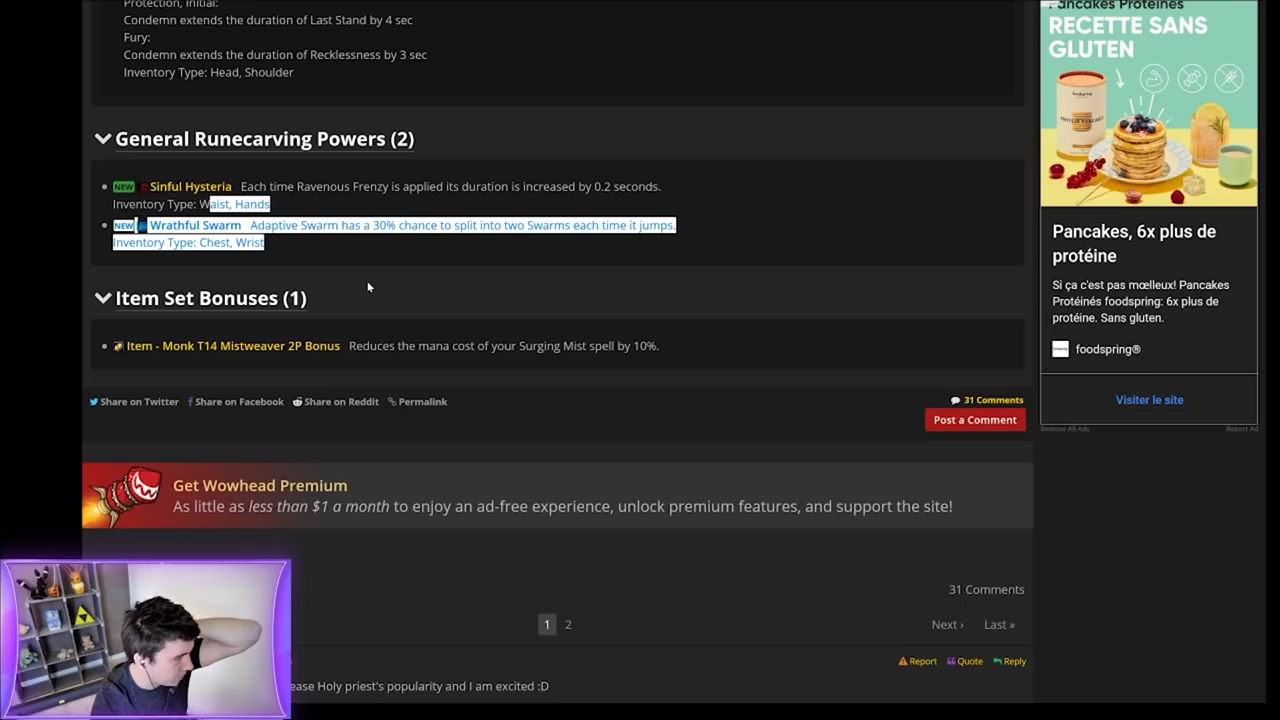 Protection, Initial:
Condemn extends the duration of Last Stand by 4 sec
Fury:
Condemn extends the duration of Recklessness by 3 sec
Inventory Type: Head, Shoulder
General Runecarving Powers (2)
NEW Sinful Hysteria Each time Ravenous Frenzy is applied its duration is increased by 0.2 seconds.
Inventory Type: Waist, Hands
NEW Wrathful Swarm Adaptive Swarm has a 30% chance to split into two Swarms each time it jumps.
Inventory Type: Chest, Wrist
Item Set Bonuses (1)
Item - Monk T14 Mistweaver 2P Bonus Reduces the mana cost of your Surging Mist spell by 10%.
Share on Twitter Share on Facebook Share on Reddit Permalink
31 Comments
Post a Comment
Get Wowhead Premium
As little as less than $1 a month to enjoy an ad-free experience, unlock premium features, and support the site!
31 Comments
1 2
Next › Last »
Report Quote Reply
ease Holy priest's popularity and I am excited :D
Pancakes Protéinés
RECETTE SANS
GLUTEN
foodspring
Pancakes, 6x plus de
protéine
Si ça c'est pas mœlleux! Pancakes
Protéinés foodspring: 6x plus de
protéine. Sans gluten.
foodspring®
Visiter le site
Remove All Ads
Report Ad